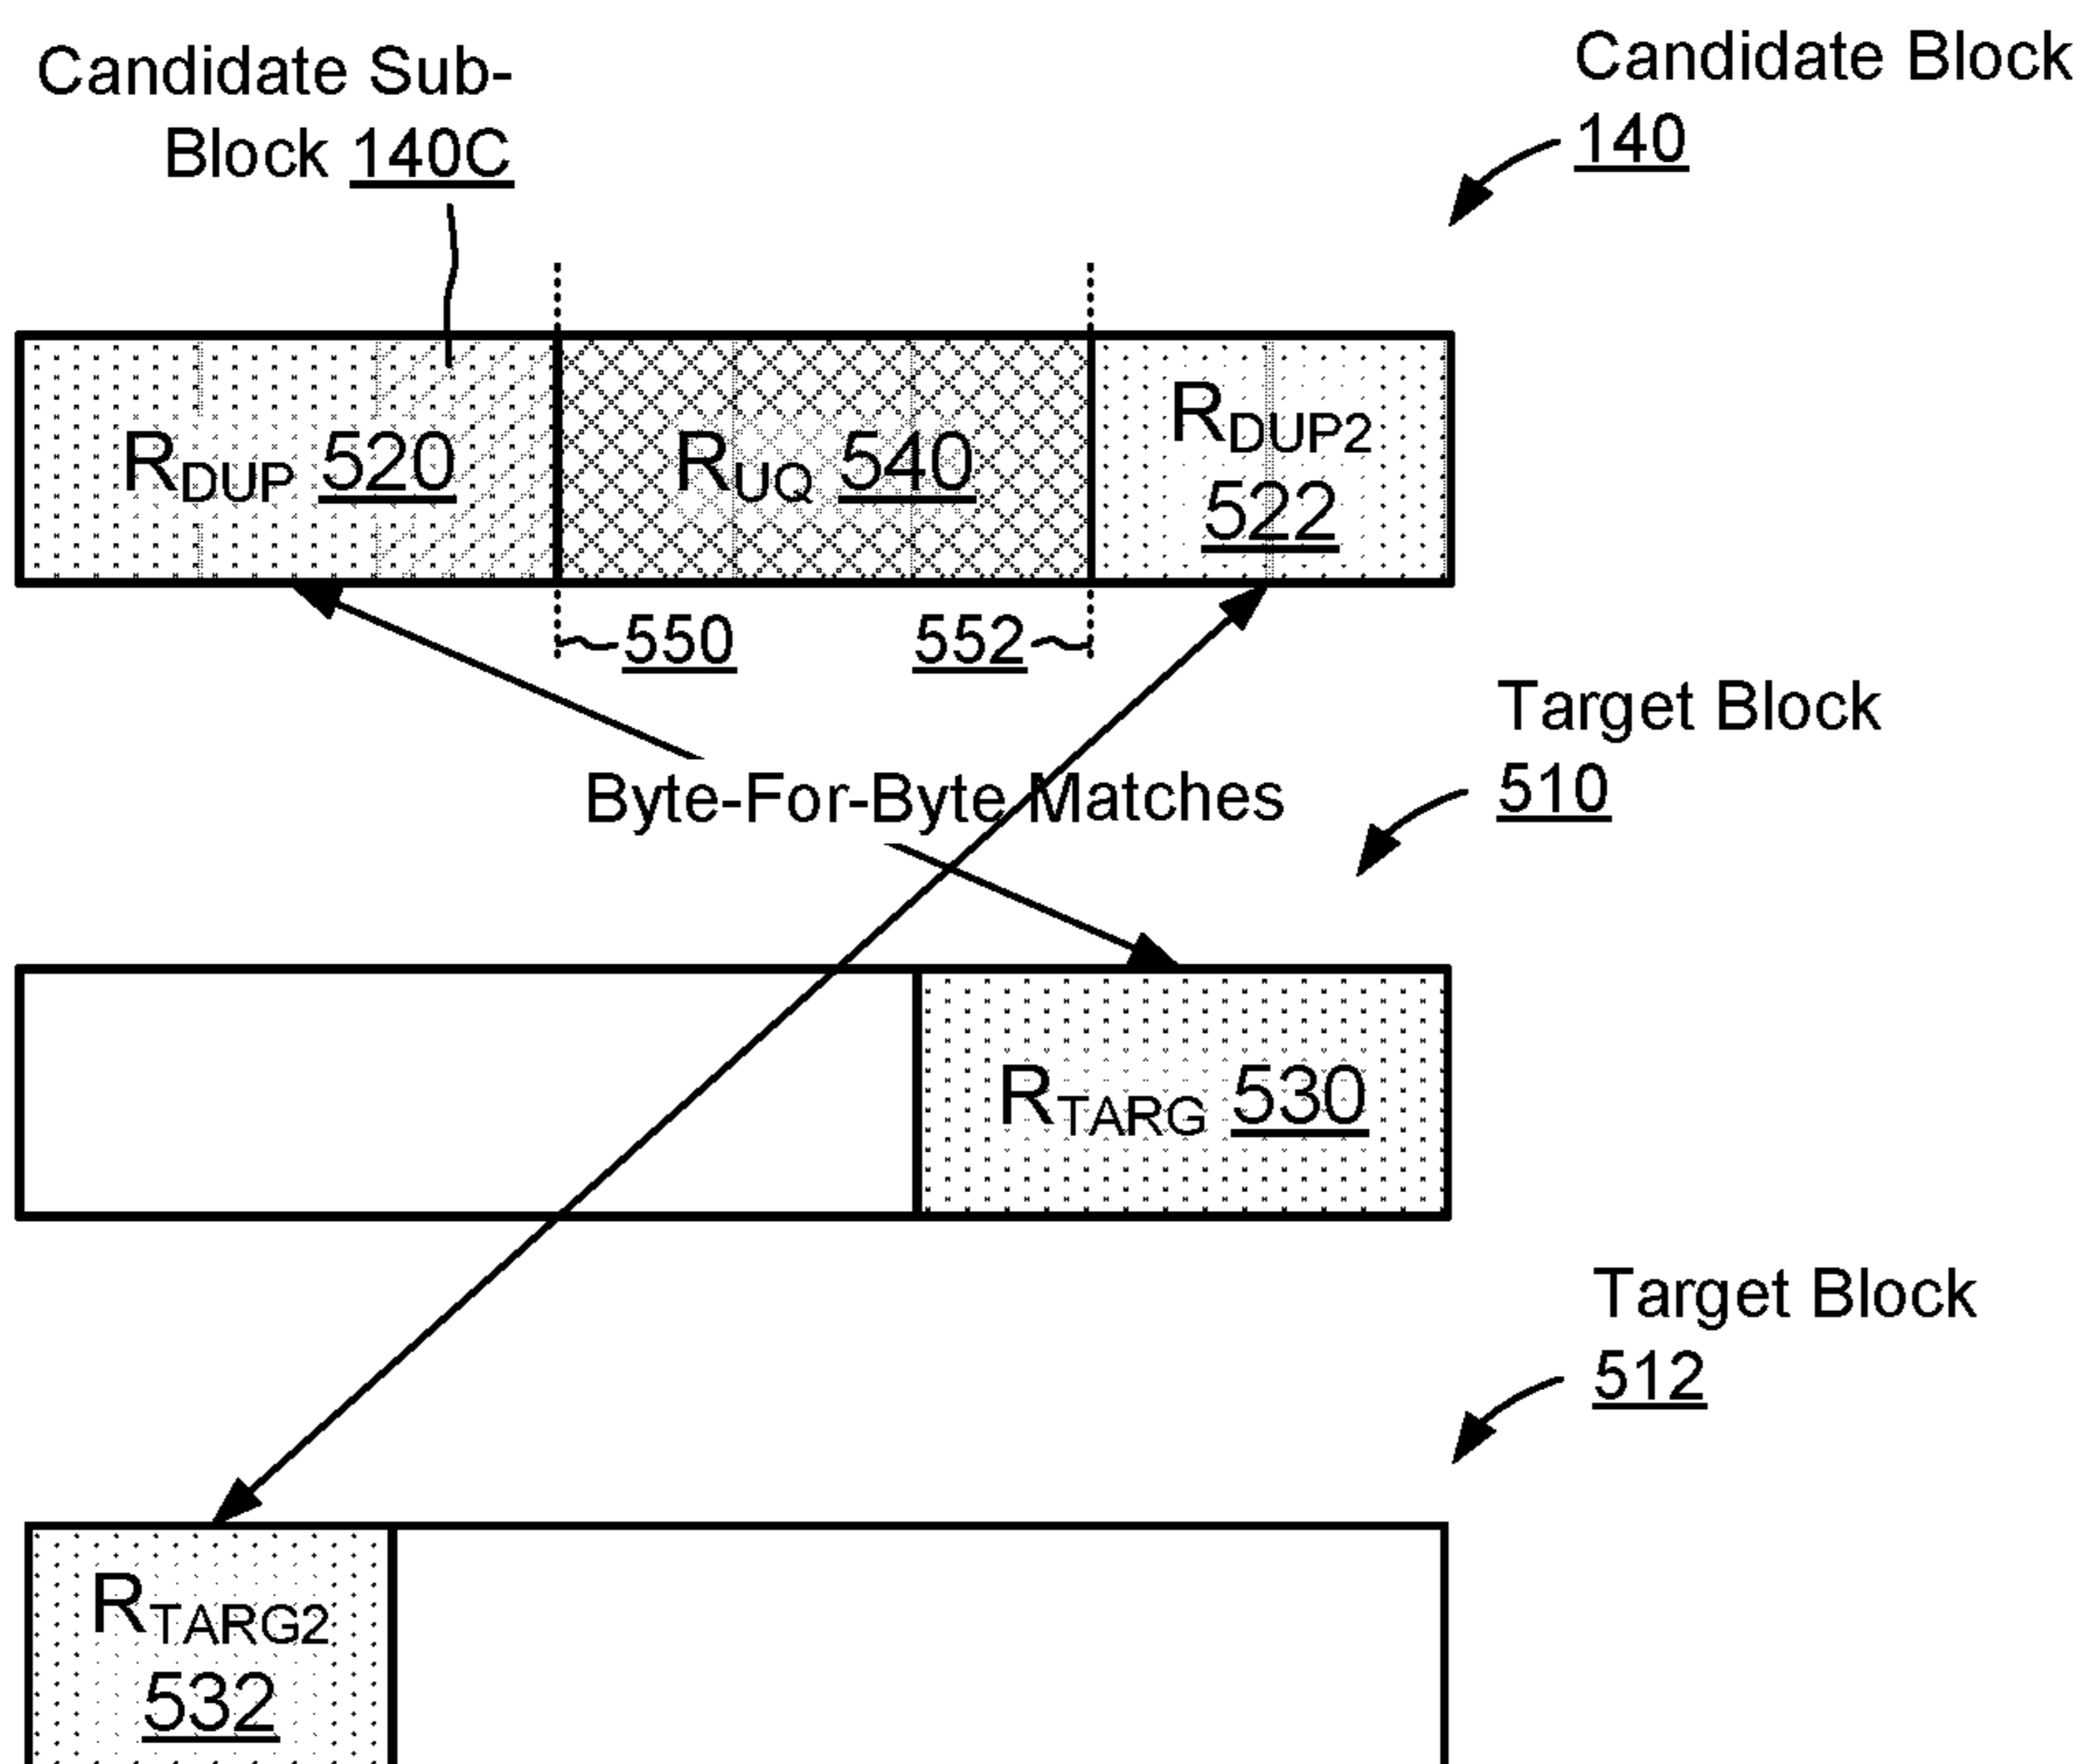 Candidate Sub-
Block 140C
Candidate Block
140
RDUP 520
RUQ 540
RDUP2
522
550
552
Target Block
510
Byte-For-Byte Matches
RTARG 530
Target Block
512
RTARG2
532